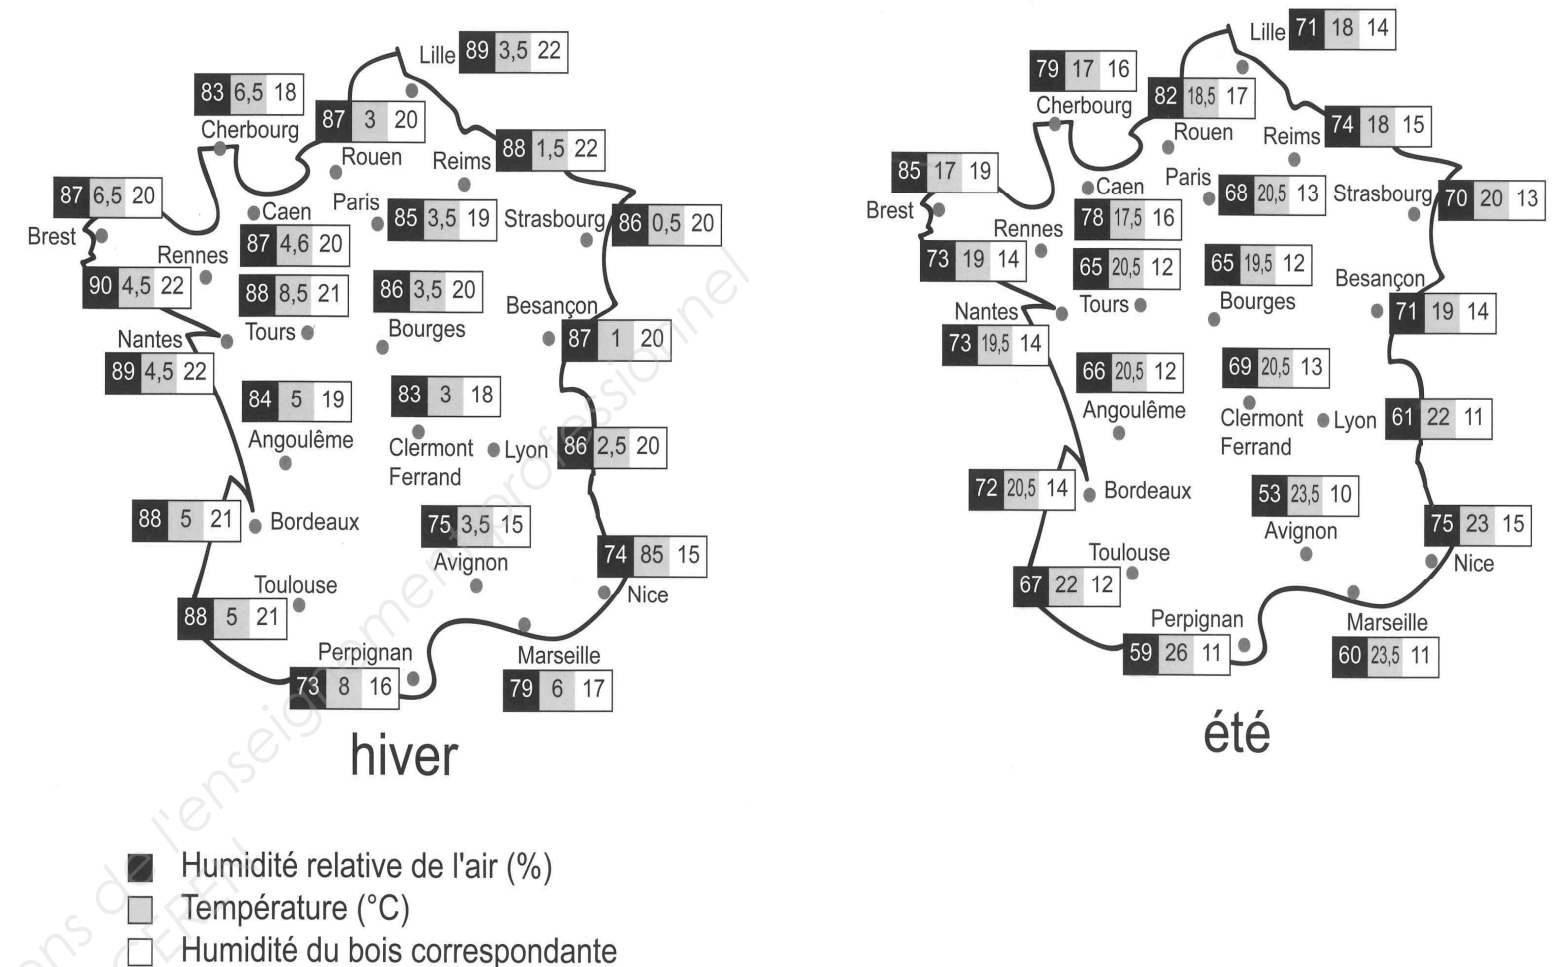 Lille 89 3,5 22
83 6,5 18
Cherbourg
87 3 20
Rouen
88 1,5 22
Reims
87 6,5 20
Brest
Caen
87 4,6 20
Paris
85 3,5 19
Strasbourg
86 0,5 20
Rennes
90 4,5 22
88 8,5 21
Tours
86 3,5 20
Bourges
Besançon
87 1 20
Nantes
89 4,5 22
84 5 19
Angoulême
83 3 18
Clermont
Ferrand
Lyon
86 2,5 20
88 5 21
Bordeaux
75 3,5 15
Avignon
74 85 15
Nice
Toulouse
88 5 21
Perpignan
73 8 16
Marseille
79 6 17
hiver
Lille 71 18 14
79 17 16
Cherbourg
82 18,5 17
Rouen
74 18 15
Reims
85 17 19
Brest
Caen
78 17,5 16
Paris
68 20,5 13
Strasbourg
70 20 13
Rennes
73 19 14
65 20,5 12
Tours
65 19,5 12
Bourges
Besançon
71 19 14
Nantes
73 19,5 14
66 20,5 12
Angoulême
69 20,5 13
Clermont
Ferrand
Lyon
61 22 11
72 20,5 14
Bordeaux
53 23,5 10
Avignon
75 23 15
Nice
Toulouse
67 22 12
Perpignan
59 26 11
Marseille
60 23,5 11
été
Humidité relative de l'air (%)
Température (°C)
Humidité du bois correspondante
ens de l'enseignement professionnel